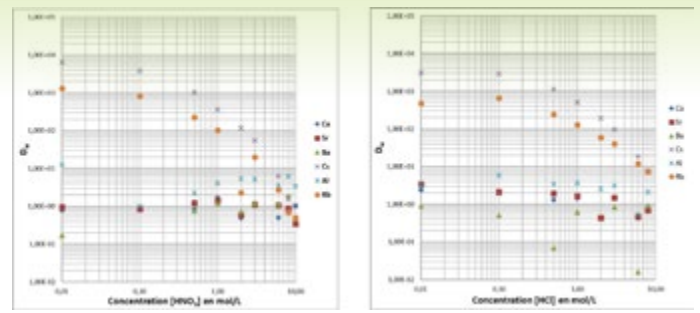 1,00E+05
1,00E+04
1,00E+03
1,00E+02
1,00E+01
1,00E+00
1,00E-01
1,00E-02
0,01 0,10 1,00 10,00
Concentration [HNO₃] en mol/L
Ca
Sr
Ba
Cs
Al
Rb
1,00E+05
1,00E+04
1,00E+03
1,00E+02
1,00E+01
1,00E+00
1,00E-01
1,00E-02
0,01 0,10 1,00 10,00
Concentration [HCl] en mol/L
Ca
Sr
Ba
Cs
Al
Rb